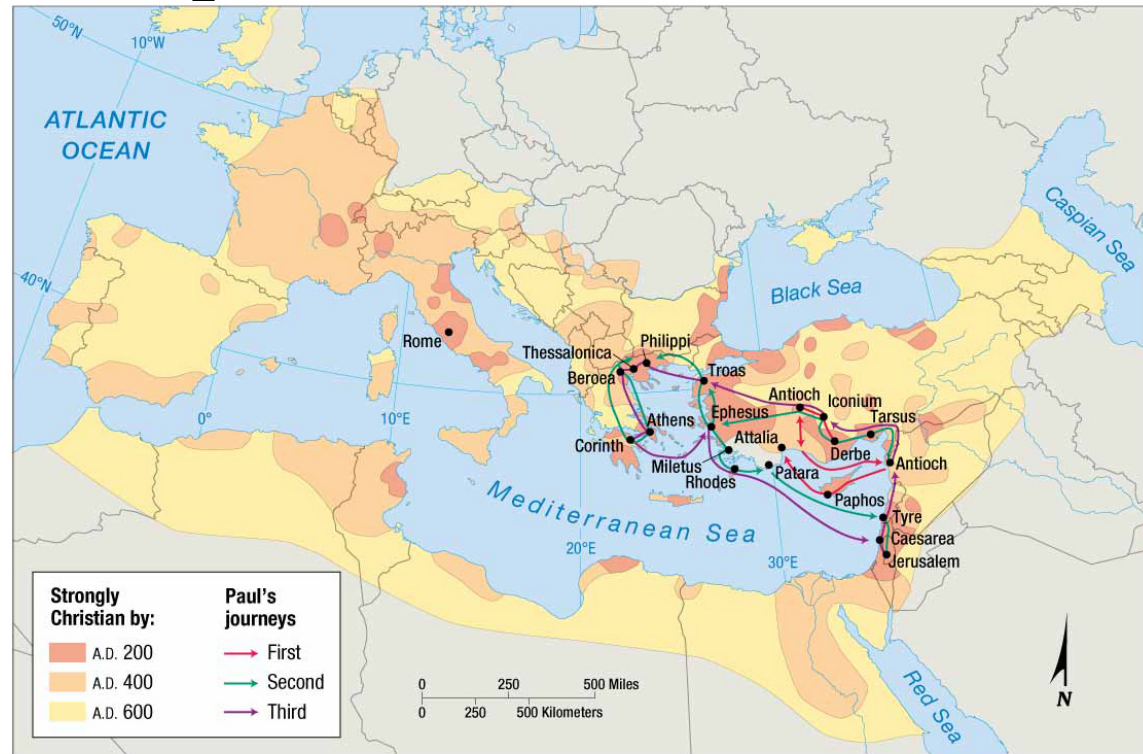 50°N
10°W
ATLANTIC
OCEAN
40°N
0°
10°E
20°E
30°E
Caspian Sea
Black Sea
Mediterranean Sea
Red Sea
Rome
Philippi
Thessalonica
Beroea
Troas
Antioch
Iconium
Tarsus
Ephesus
Athens
Attalia
Corinth
Derbe
Antioch
Miletus
Patara
Rhodes
Paphos
Tyre
Caesarea
Jerusalem
Strongly
Christian by:
A.D. 200
A.D. 400
A.D. 600
Paul's
journeys
First
Second
Third
0 250 500 Miles
0 250 500 Kilometers
N